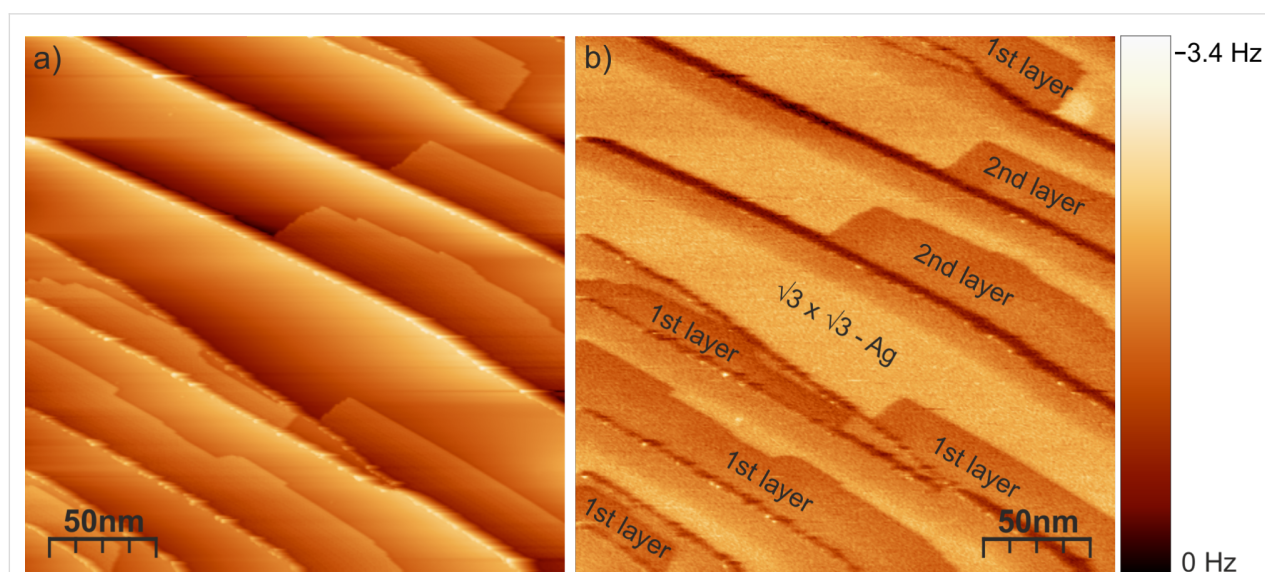 a)
50nm
b)
1st layer
2nd layer
2nd layer
√3 x √3 - Ag
1st layer
1st layer
1st layer
1st layer
50nm
−3.4 Hz
0 Hz